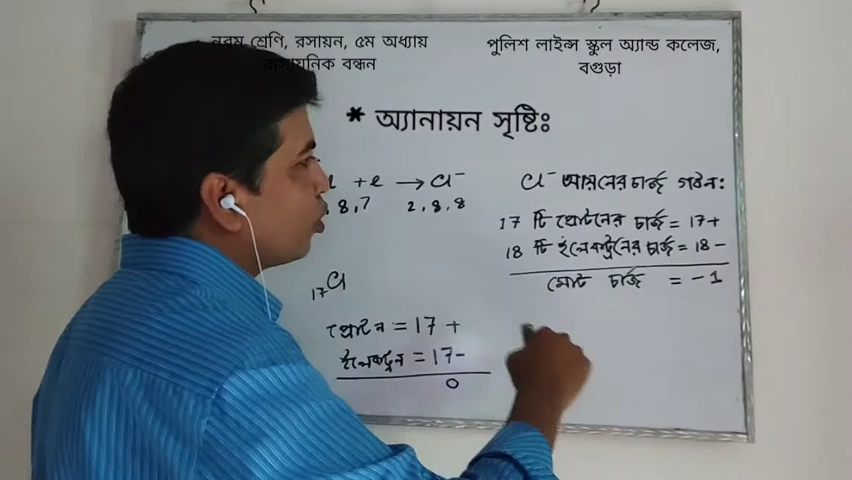 নবম শ্রেণি, রসায়ন, ৫ম অধ্যায়
রাসায়নিক বন্ধন
পুলিশ লাইন্স স্কুল অ্যান্ড কলেজ,
বগুড়া
* অ্যানায়ন সৃষ্টিঃ
+e → Cl⁻
8,7 2,8,8
₁₇Cl
প্রোটন = 17 +
ইলেকট্রন = 17-
0
Cl⁻ আয়নের চার্জ গঠন:
17 টি প্রোটনের চার্জ = 17+
18 টি ইলেকট্রনের চার্জ = 18 -
মোট চার্জ = -1